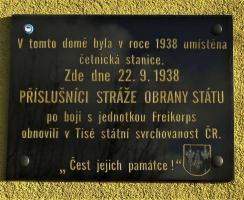 V tomto domě byla v roce 1938 umístěna
četnická stanice.
Zde dne 22. 9. 1938
PŘÍSLUŠNÍCI STRÁŽE OBRANY STÁTU
po boji s jednotkou Freikorps
obnovili v Tisé státní svrchovanost ČR.
„Čest jejich památce!"